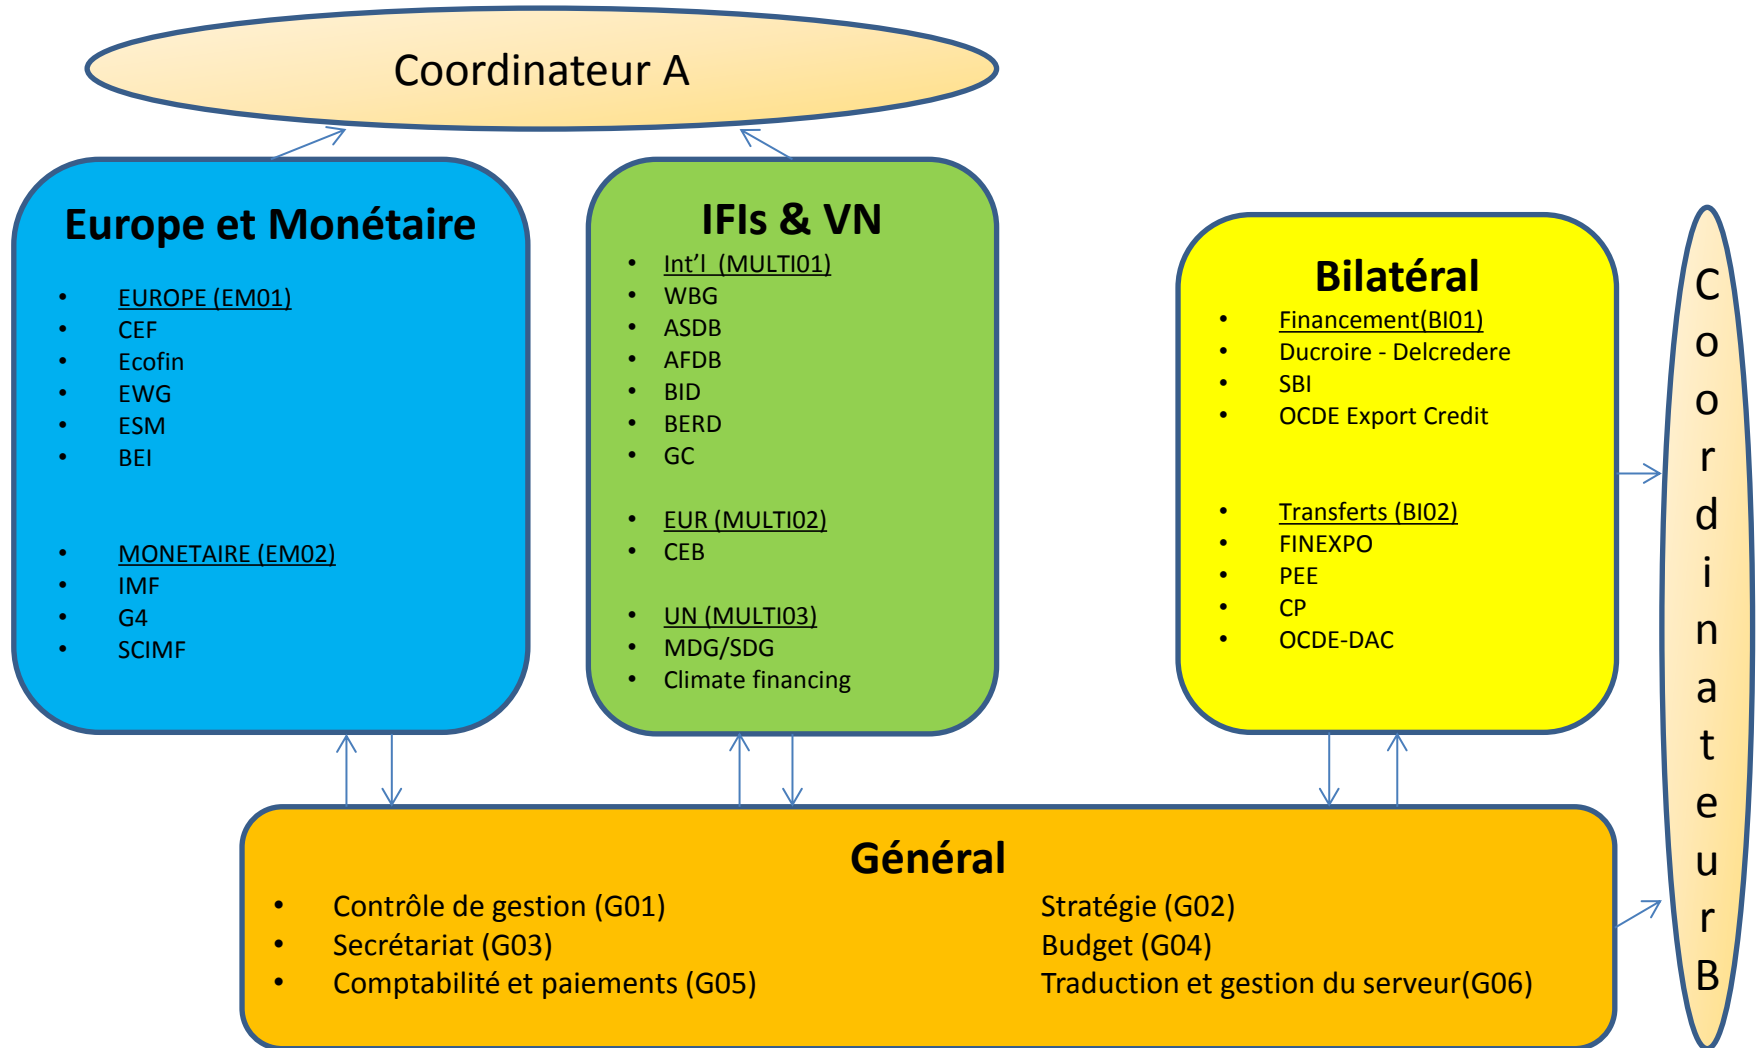 Coordinateur A
Europe et Monétaire
• EUROPE (EM01)
• CEF
• Ecofin
• EWG
• ESM
• BEI
• MONETAIRE (EM02)
• IMF
• G4
• SCIMF
IFIs & VN
• Int'l  (MULTI01)
• WBG
• ASDB
• AFDB
• BID
• BERD
• GC
• EUR (MULTI02)
• CEB
• UN (MULTI03)
• MDG/SDG
• Climate financing
Bilatéral
• Financement(BI01)
• Ducroire - Delcredere
• SBI
• OCDE Export Credit
• Transferts (BI02)
• FINEXPO
• PEE
• CP
• OCDE-DAC
Coordinateur B
Général
• Contrôle de gestion (G01) Stratégie (G02)
• Secrétariat (G03) Budget (G04)
• Comptabilité et paiements (G05) Traduction et gestion du serveur(G06)